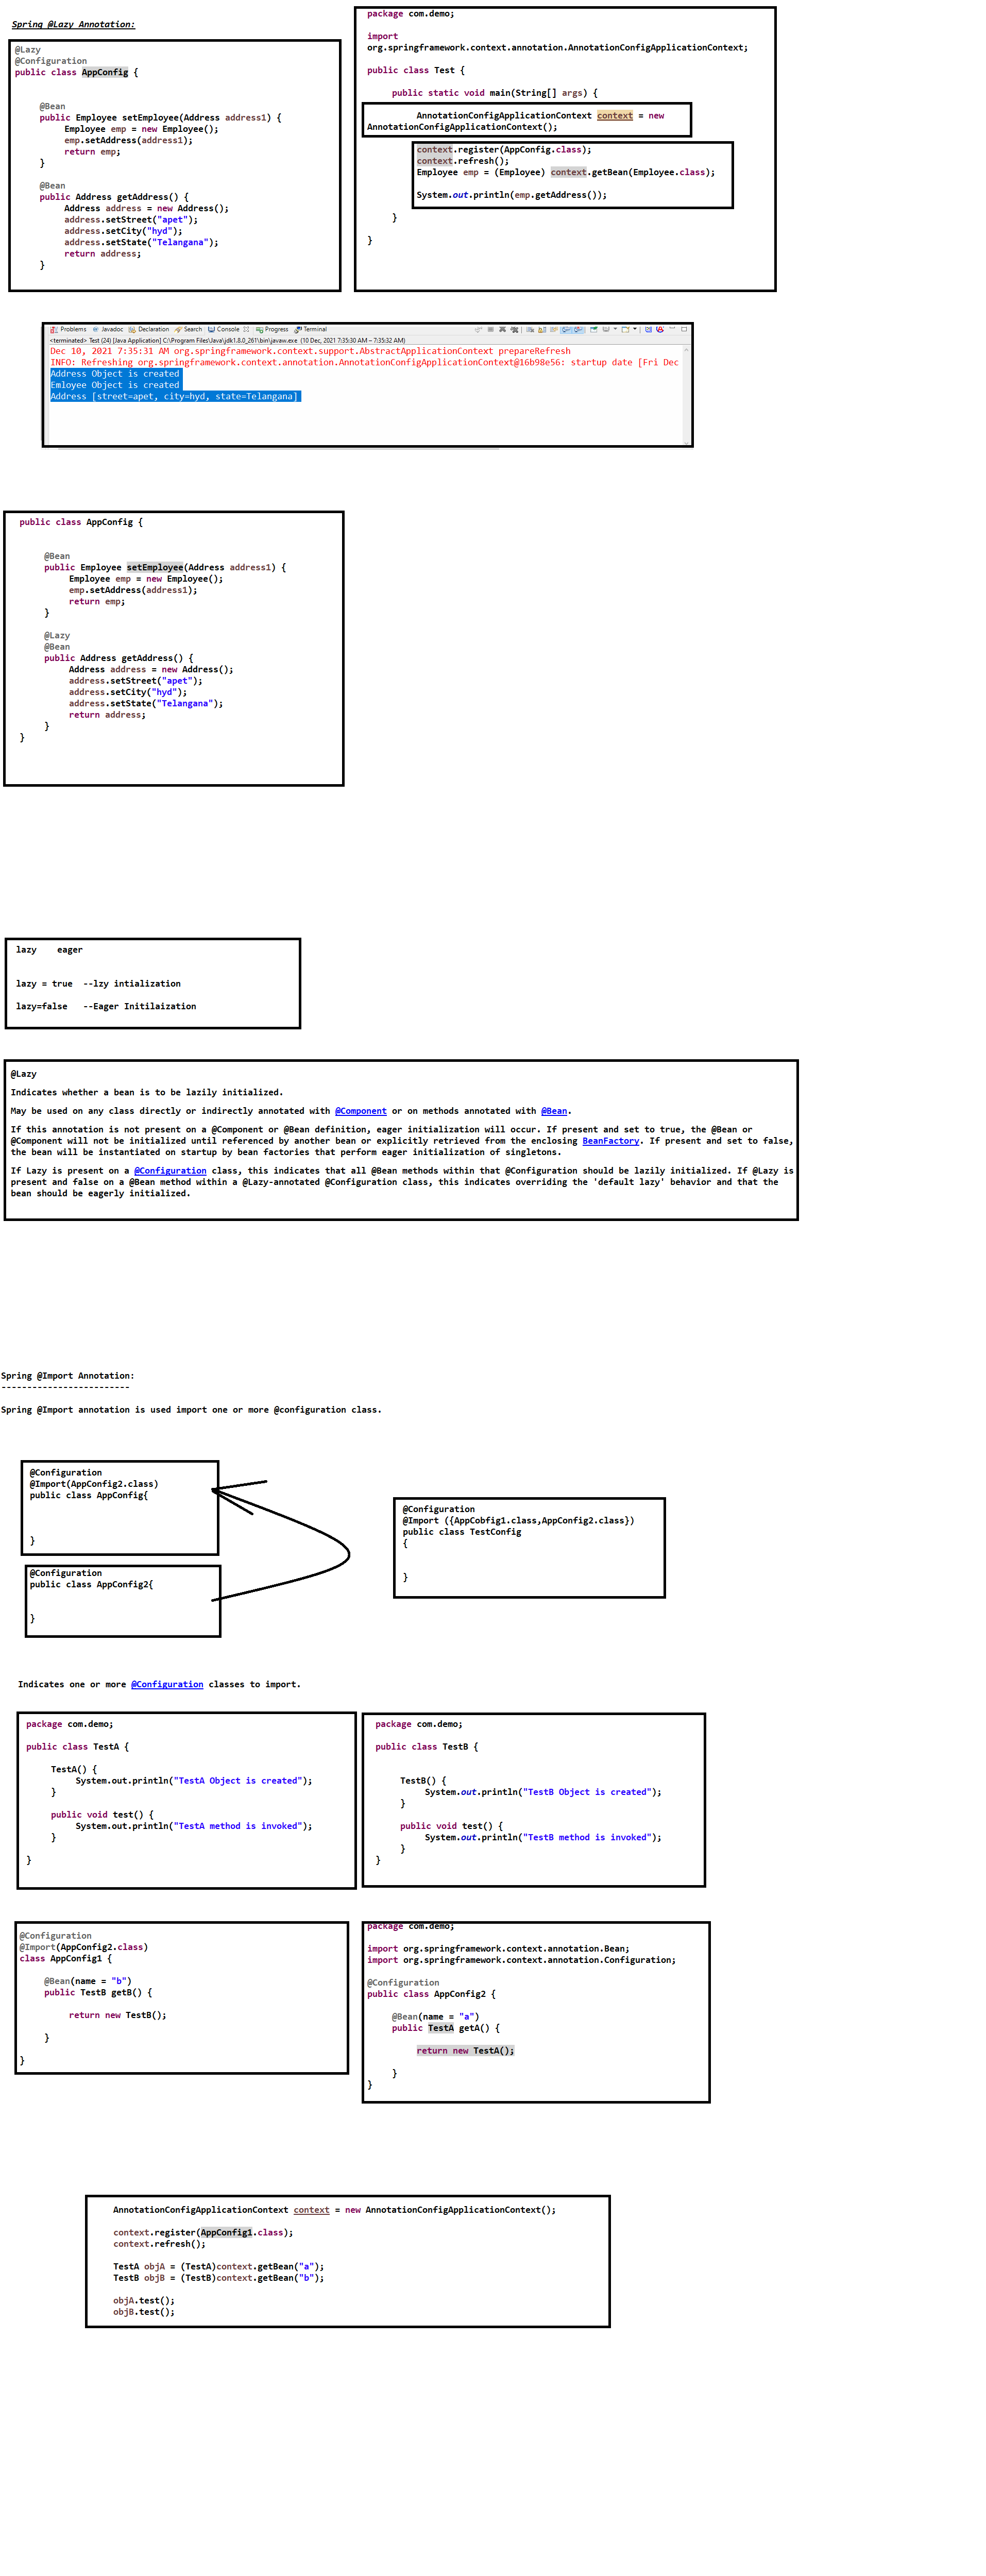 Spring @Lazy Annotation:
@Lazy
@Configuration
public class AppConfig {
@Bean
public Employee setEmployee(Address address1) {
Employee emp = new Employee();
emp.setAddress(address1);
return emp;
}
@Bean
public Address getAddress() {
Address address = new Address();
address.setStreet("apet");
address.setCity("hyd");
address.setState("Telangana");
return address;
}
package com.demo;
import
org.springframework.context.annotation.AnnotationConfigApplicationContext;
public class Test {
public static void main(String[] args) {
AnnotationConfigApplicationContext context = new
AnnotationConfigApplicationContext();
context.register(AppConfig.class);
context.refresh();
Employee emp = (Employee) context.getBean(Employee.class);
System.out.println(emp.getAddress());
}
}
Problems Javadoc Declaration Search Console Progress Terminal
<terminated> Test (24) [Java Application] C:\Program Files\Java\jdk1.8.0_261\bin\javaw.exe (10 Dec, 2021 7:35:30 AM – 7:35:32 AM)
Dec 10, 2021 7:35:31 AM org.springframework.context.support.AbstractApplicationContext prepareRefresh
INFO: Refreshing org.springframework.context.annotation.AnnotationConfigApplicationContext@16b98e56: startup date [Fri Dec
Address Object is created
Emloyee Object is created
Address [street=apet, city=hyd, state=Telangana]
public class AppConfig {
@Bean
public Employee setEmployee(Address address1) {
Employee emp = new Employee();
emp.setAddress(address1);
return emp;
}
@Lazy
@Bean
public Address getAddress() {
Address address = new Address();
address.setStreet("apet");
address.setCity("hyd");
address.setState("Telangana");
return address;
}
}
lazy eager
lazy = true --lzy intialization
lazy=false --Eager Initilaization
@Lazy
Indicates whether a bean is to be lazily initialized.
May be used on any class directly or indirectly annotated with @Component or on methods annotated with @Bean.
If this annotation is not present on a @Component or @Bean definition, eager initialization will occur. If present and set to true, the @Bean or
@Component will not be initialized until referenced by another bean or explicitly retrieved from the enclosing BeanFactory. If present and set to false,
the bean will be instantiated on startup by bean factories that perform eager initialization of singletons.
If Lazy is present on a @Configuration class, this indicates that all @Bean methods within that @Configuration should be lazily initialized. If @Lazy is
present and false on a @Bean method within a @Lazy-annotated @Configuration class, this indicates overriding the 'default lazy' behavior and that the
bean should be eagerly initialized.
Spring @Import Annotation:
-------------------------
Spring @Import annotation is used import one or more @configuration class.
@Configuration
@Import(AppConfig2.class)
public class AppConfig{
}
@Configuration
public class AppConfig2{
}
@Configuration
@Import ({AppCobfig1.class,AppConfig2.class})
public class TestConfig
{
}
Indicates one or more @Configuration classes to import.
package com.demo;
public class TestA {
TestA() {
System.out.println("TestA Object is created");
}
public void test() {
System.out.println("TestA method is invoked");
}
}
package com.demo;
public class TestB {
TestB() {
System.out.println("TestB Object is created");
}
public void test() {
System.out.println("TestB method is invoked");
}
}
@Configuration
@Import(AppConfig2.class)
class AppConfig1 {
@Bean(name = "b")
public TestB getB() {
return new TestB();
}
}
package com.demo;
import org.springframework.context.annotation.Bean;
import org.springframework.context.annotation.Configuration;
@Configuration
public class AppConfig2 {
@Bean(name = "a")
public TestA getA() {
return new TestA();
}
}
AnnotationConfigApplicationContext context = new AnnotationConfigApplicationContext();
context.register(AppConfig1.class);
context.refresh();
TestA objA = (TestA)context.getBean("a");
TestB objB = (TestB)context.getBean("b");
objA.test();
objB.test();